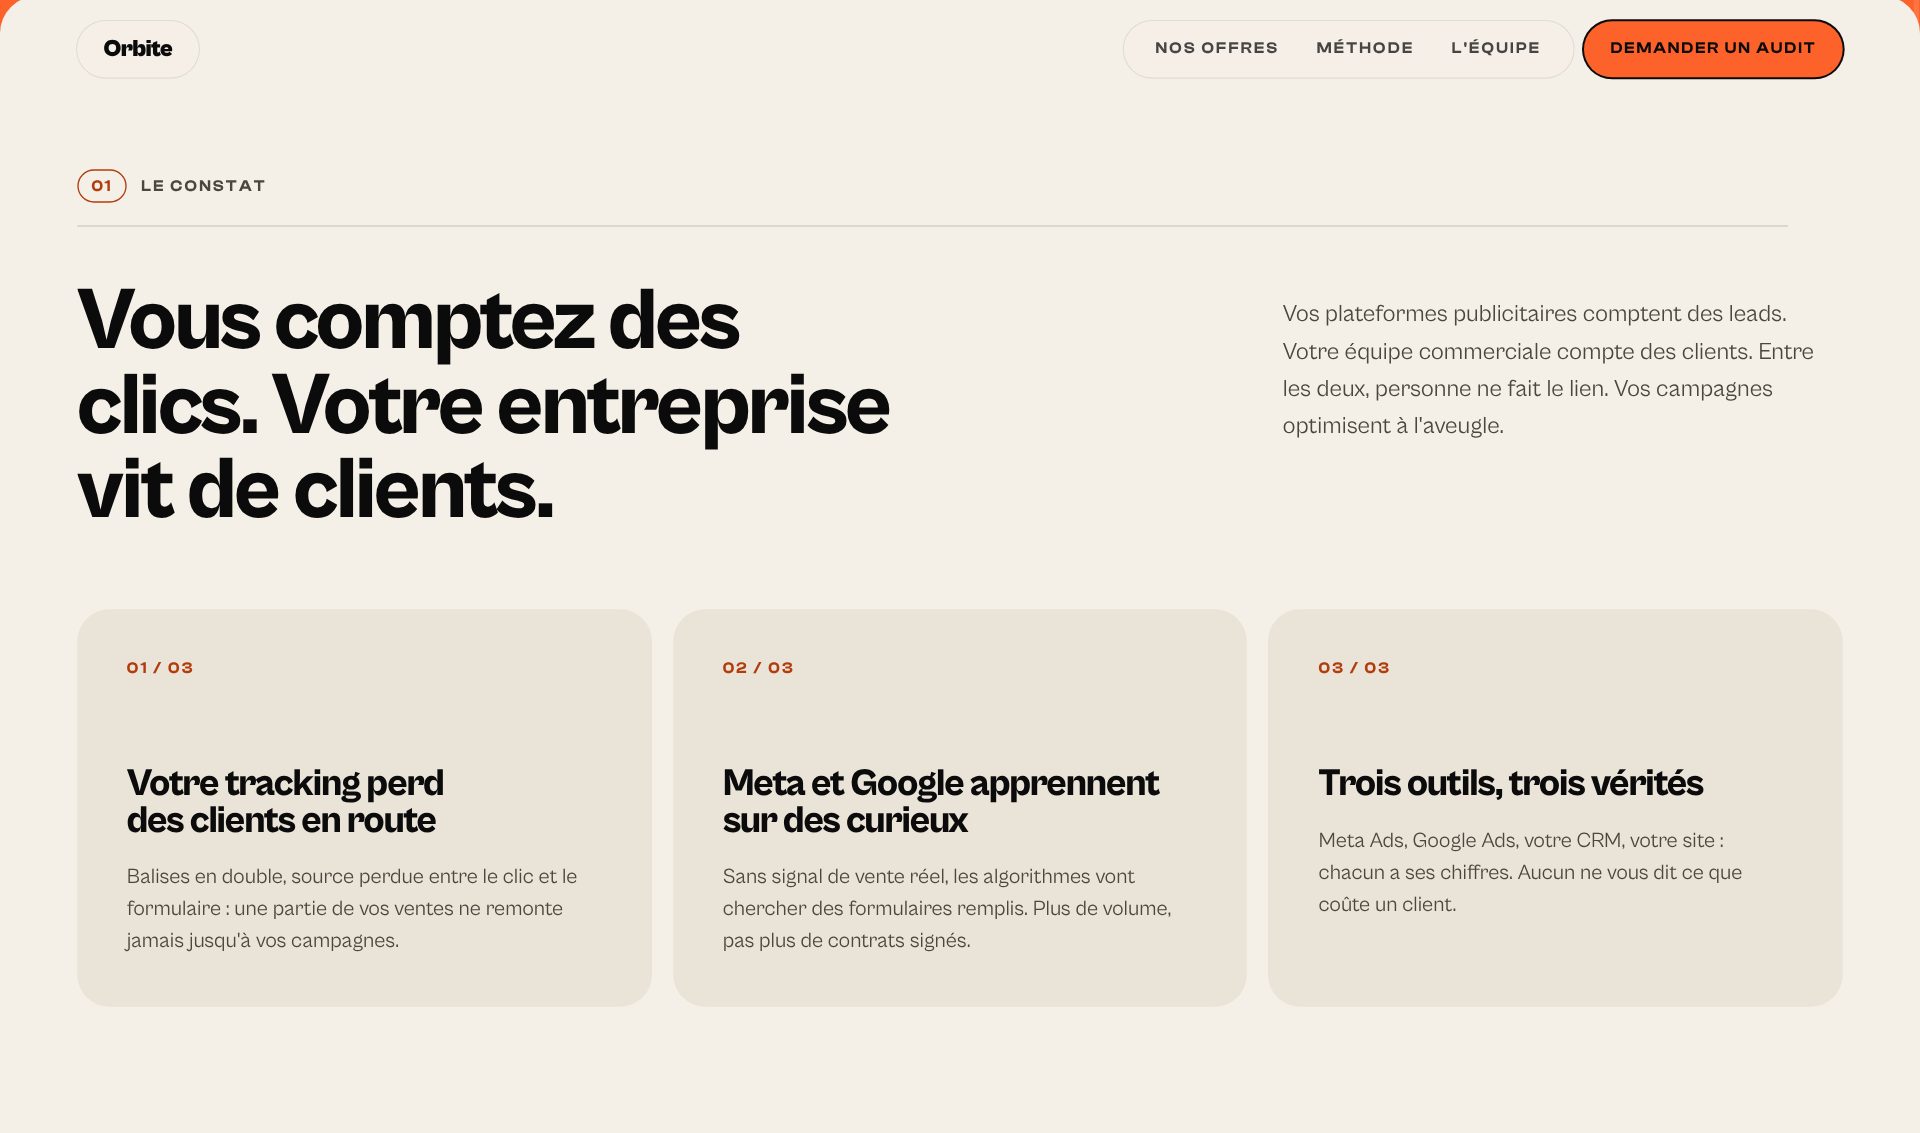 Orbite
NOS OFFRES
MÉTHODE
L'ÉQUIPE
DEMANDER UN AUDIT
01
LE CONSTAT
Vous comptez des
clics. Votre entreprise
vit de clients.
Vos plateformes publicitaires comptent des leads.
Votre équipe commerciale compte des clients. Entre
les deux, personne ne fait le lien. Vos campagnes
optimisent à l'aveugle.
01 / 03
Votre tracking perd
des clients en route
Balises en double, source perdue entre le clic et le
formulaire : une partie de vos ventes ne remonte
jamais jusqu'à vos campagnes.
02 / 03
Meta et Google apprennent
sur des curieux
Sans signal de vente réel, les algorithmes vont
chercher des formulaires remplis. Plus de volume,
pas plus de contrats signés.
03 / 03
Trois outils, trois vérités
Meta Ads, Google Ads, votre CRM, votre site :
chacun a ses chiffres. Aucun ne vous dit ce que
coûte un client.